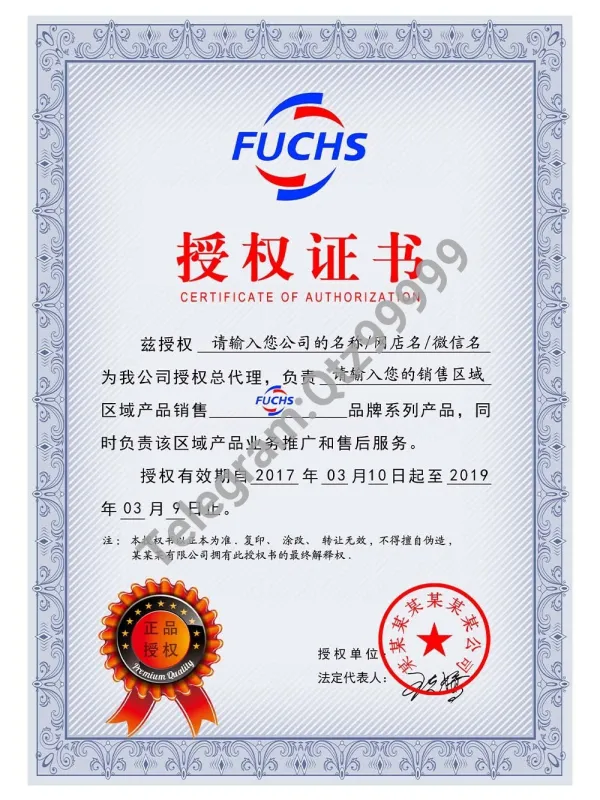 FUCHS
授权证书
CERTIFICATE OF AUTHORIZATION
兹授权 请输入您公司的名称/网店名/微信名
为我公司授权总代理，负责 请输入您的销售区域
区域产品销售 FUCHS 品牌系列产品，同
时负责该区域产品业务推广和售后服务。
授权有效期自 2017 年 03 月 10 日起至 2019
年 03 月 9 日止。
注：本授权书以正本为准．复印、涂改、转让无效，不得擅自伪造，
某某某有限公司拥有此授权书的最终解释权．
正品
授权
Premium Quality
授权单位：
法定代表人：
某某某某某某公司
Telegram:Qtz99999